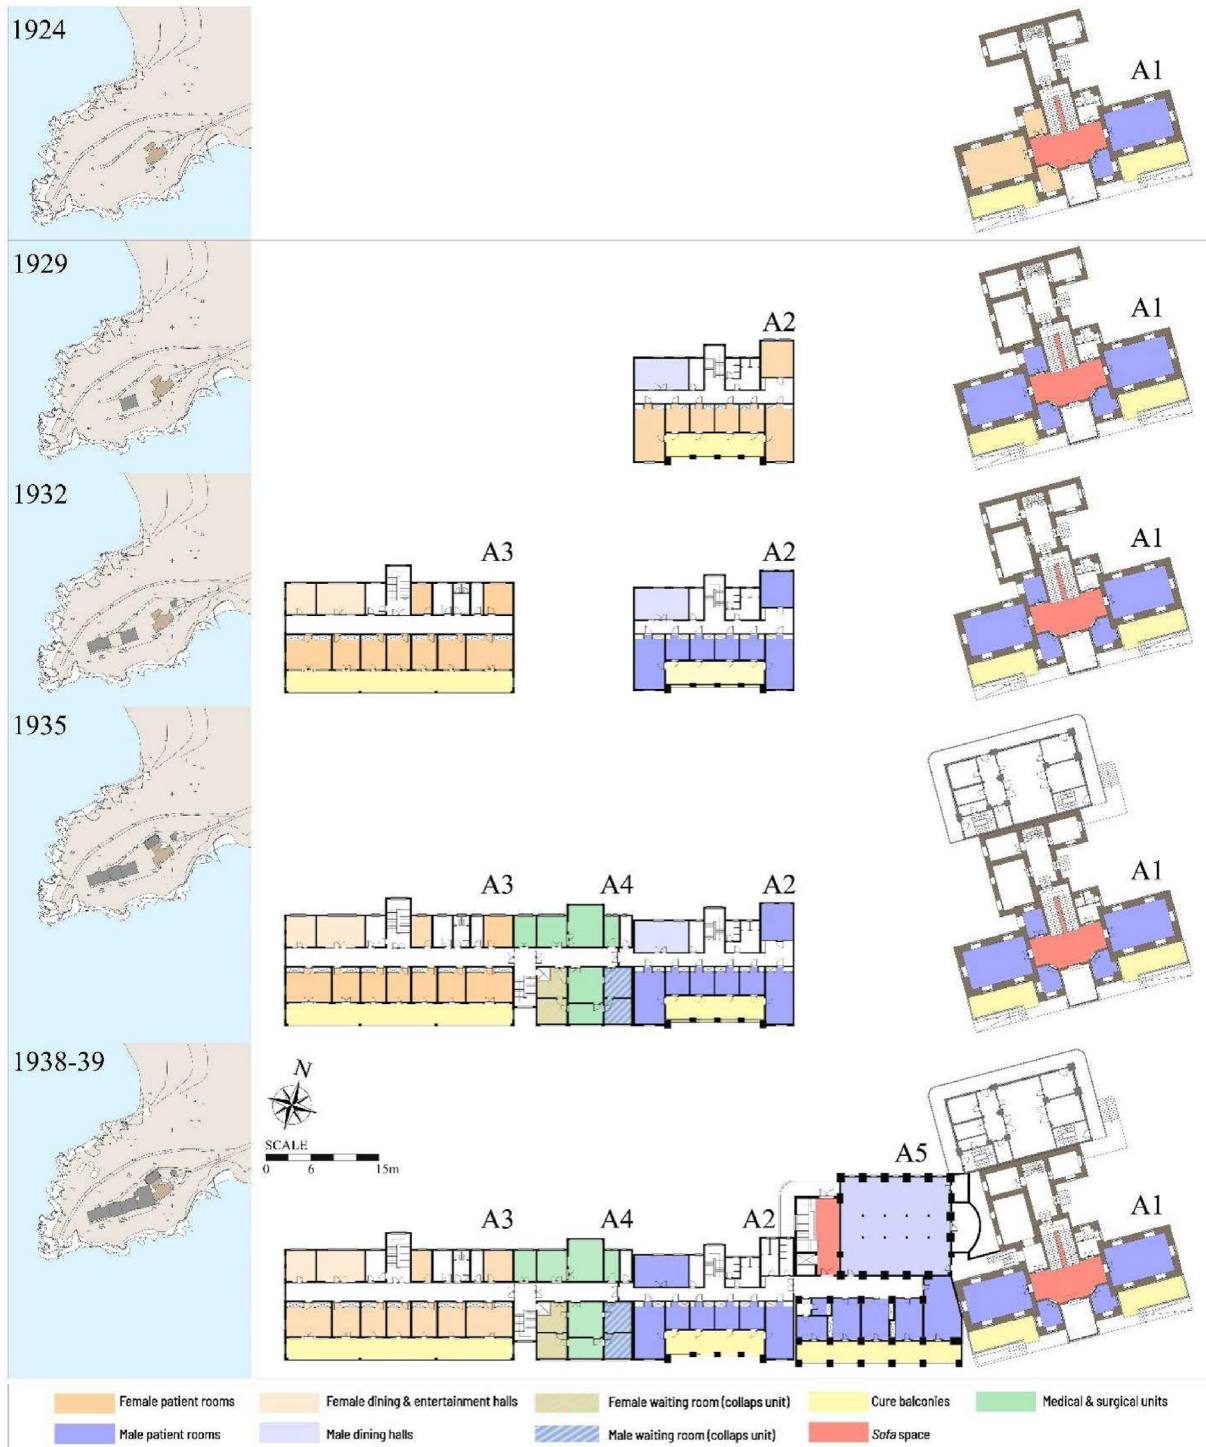 1924
A1
1929
A2
A1
1932
A3
A2
A1
1935
A3
A4
A2
A1
1938-39
N
SCALE
0 6 15m
A5
A3
A4
A2
A1
Female patient rooms
Female dining & entertainment halls
Female waiting room (collaps unit)
Cure balconies
Medical & surgical units
Male patient rooms
Male dining halls
Male waiting room (collaps unit)
Sofa space